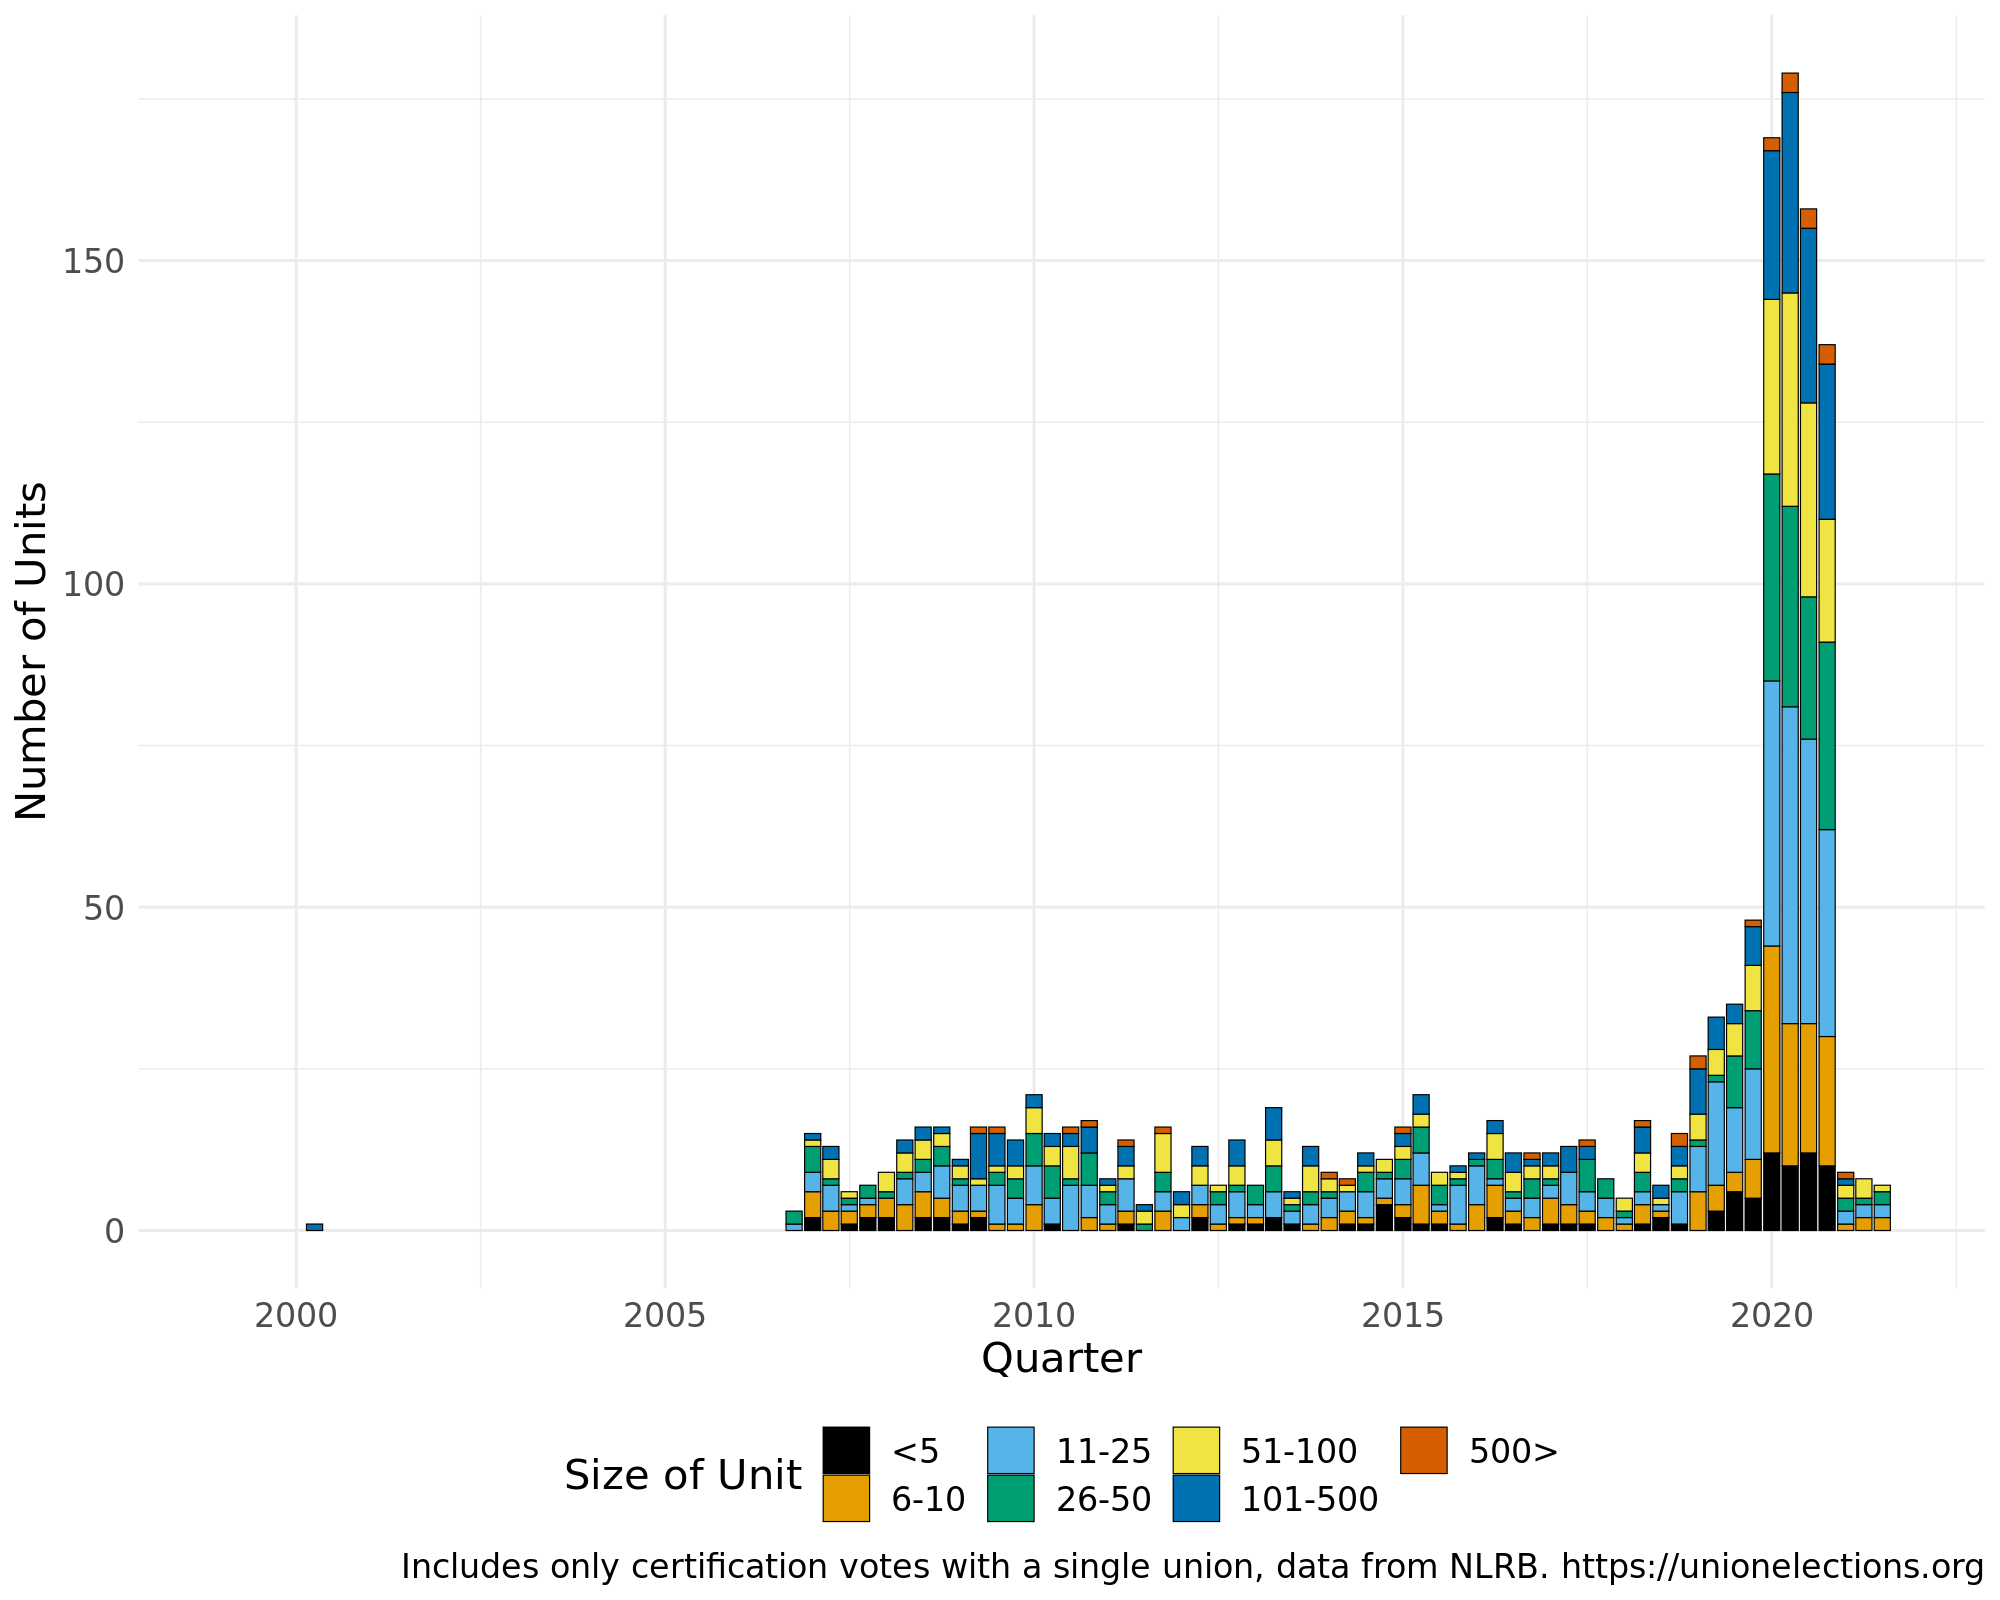 Number of Units
150
100
50
0
2000 2005 2010 2015 2020
Quarter
Size of Unit
<5 11-25 51-100 500>
6-10 26-50 101-500
Includes only certification votes with a single union, data from NLRB. https://unionelections.org